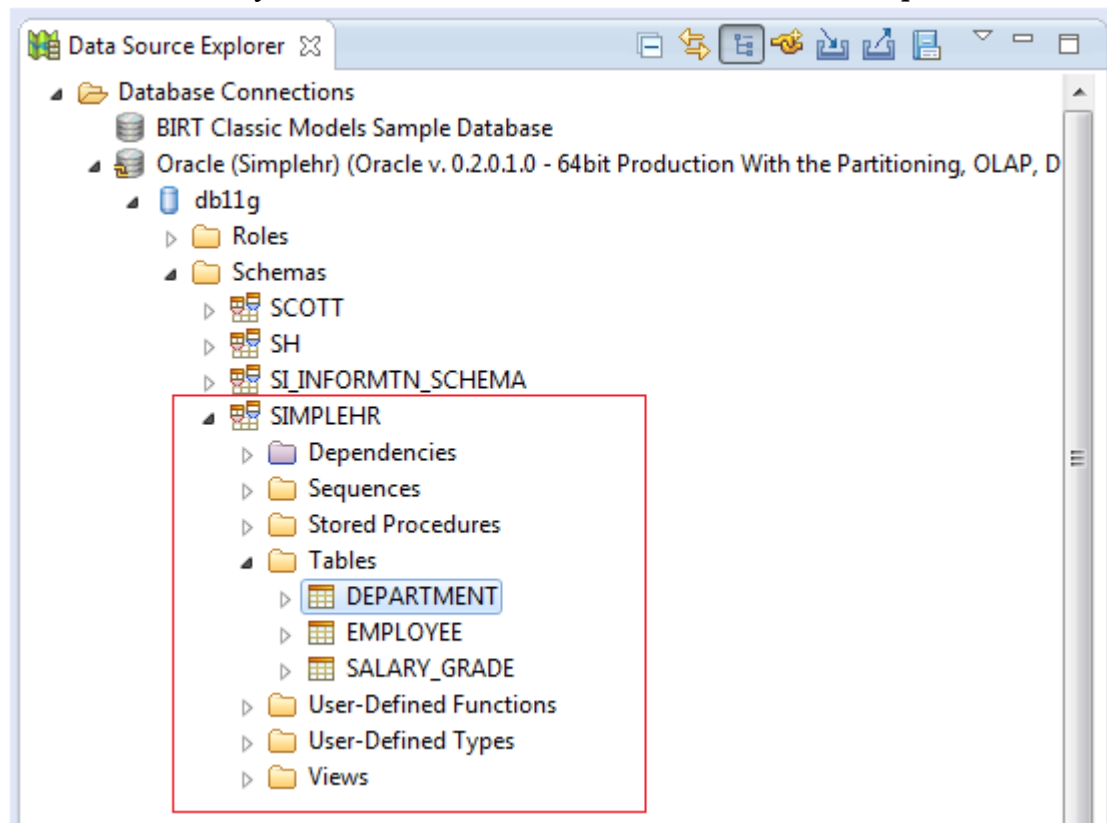 Data Source Explorer
Database Connections
BIRT Classic Models Sample Database
Oracle (Simplehr) (Oracle v. 0.2.0.1.0 - 64bit Production With the Partitioning, OLAP, D
db11g
Roles
Schemas
SCOTT
SH
SI_INFORMTN_SCHEMA
SIMPLEHR
Dependencies
Sequences
Stored Procedures
Tables
DEPARTMENT
EMPLOYEE
SALARY_GRADE
User-Defined Functions
User-Defined Types
Views